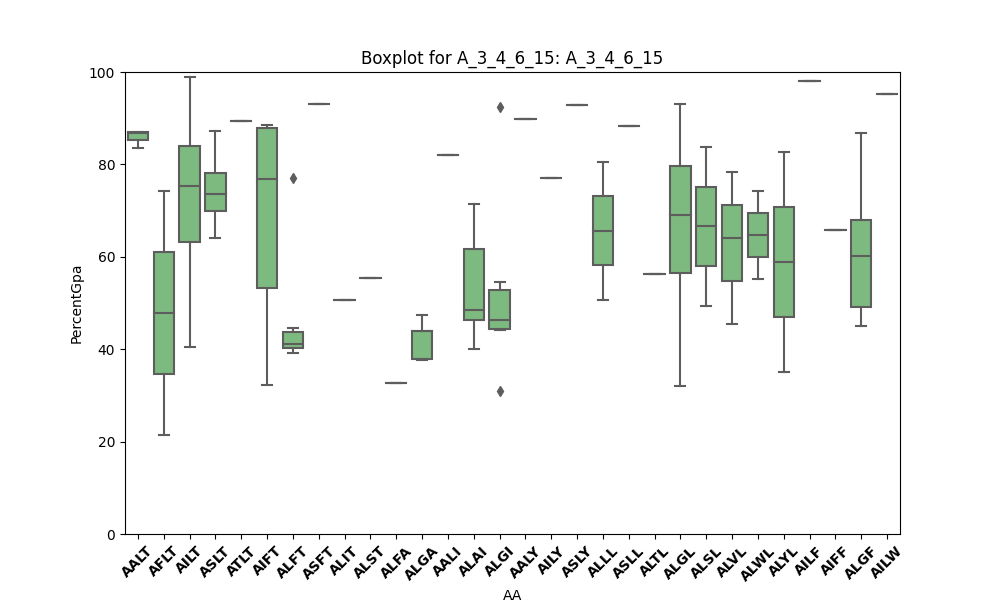 Boxplot for A_3_4_6_15: A_3_4_6_15
100
80
60
40
20
0
PercentGpa
AALT AFLT AILT ASLT ATLT AIFT ALFT ASFT ALIT ALST ALFA ALGA AALI ALAI ALGI AALY AILY ASLY ALLL ASLL ALTL ALGL ALSL ALVL ALWL ALYL AILF AIFF ALGF AILW
AA